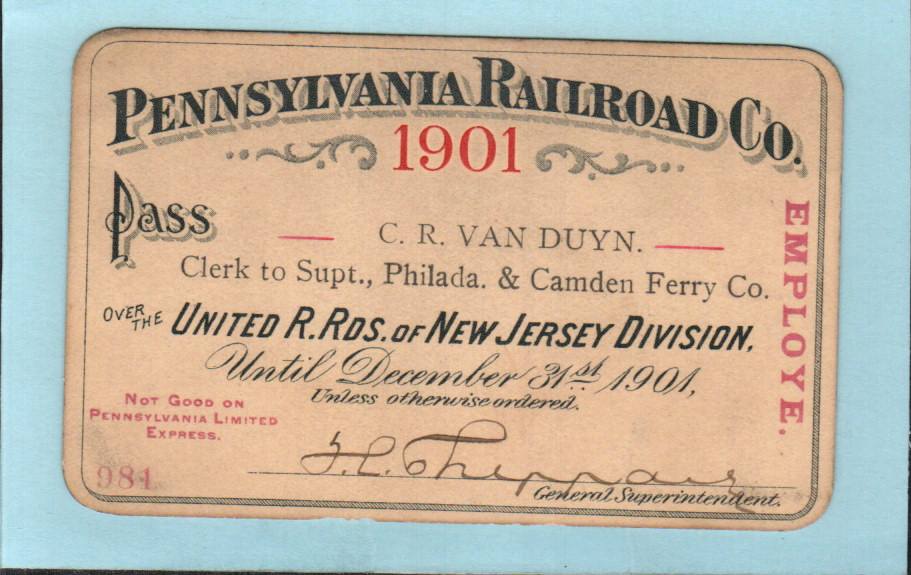 PENNSYLVANIA RAILROAD CO.
1901
Pass
C. R. VAN DUYN.
Clerk to Supt., Philada. & Camden Ferry Co.
OVER THE UNITED R. RDS. OF NEW JERSEY DIVISION,
Until December 31st 1901,
Unless otherwise ordered.
NOT GOOD ON
PENNSYLVANIA LIMITED
EXPRESS.
981
General Superintendent.
EMPLOYE.